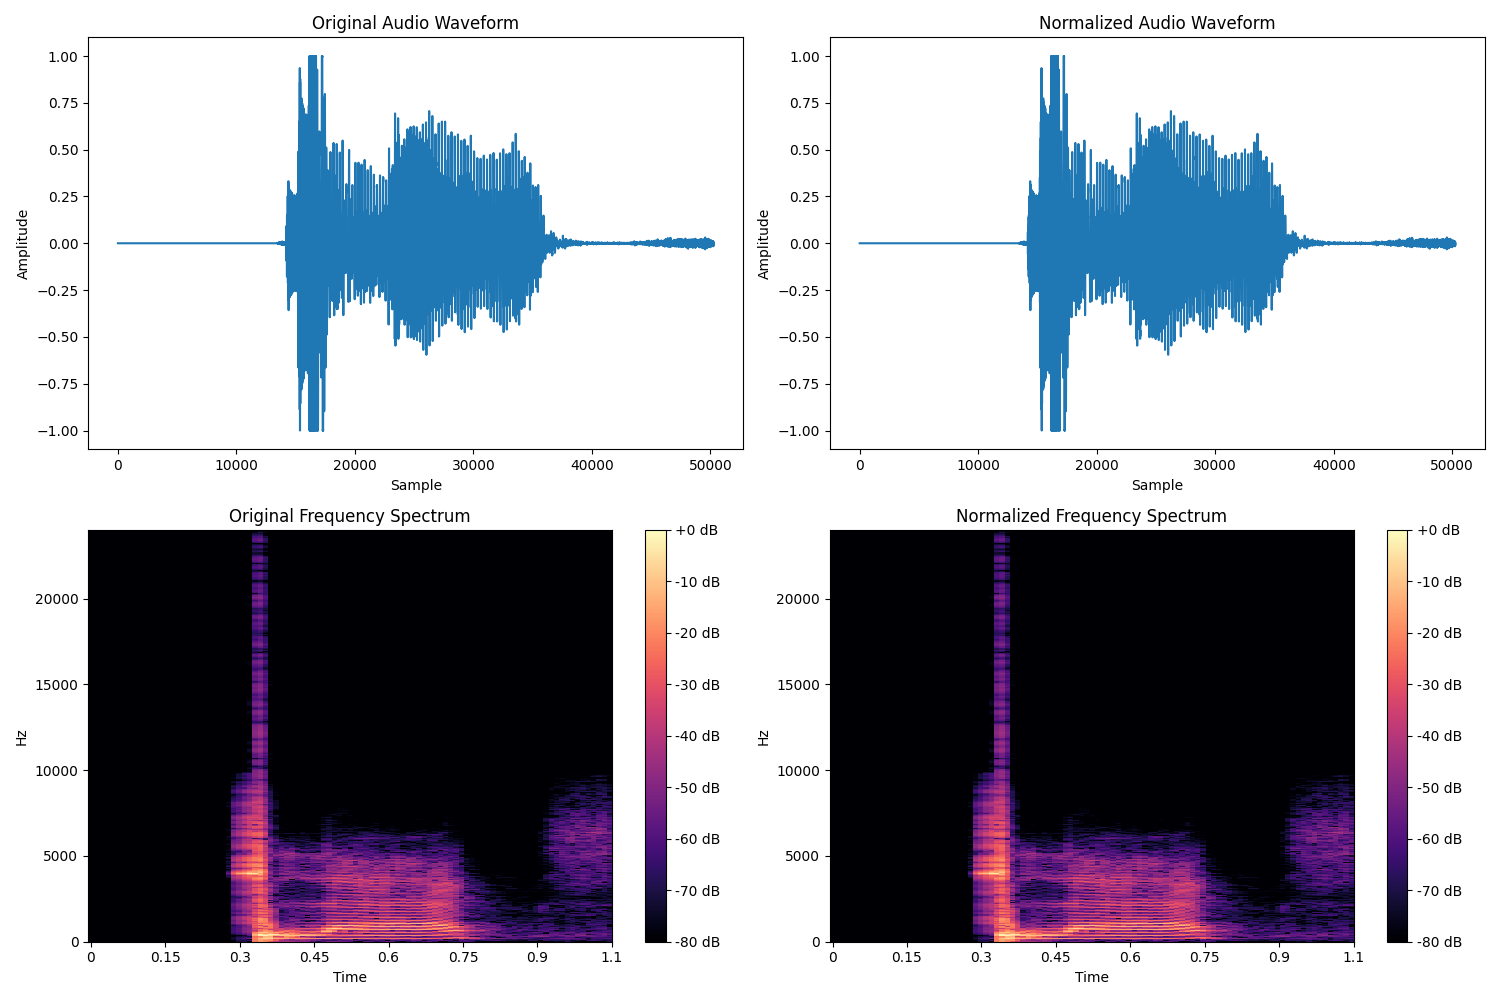 Original Audio Waveform
Normalized Audio Waveform
1.00
0.75
0.50
0.25
0.00
−0.25
−0.50
−0.75
−1.00
Amplitude
0 10000 20000 30000 40000 50000
Sample
1.00
0.75
0.50
0.25
0.00
−0.25
−0.50
−0.75
−1.00
Amplitude
0 10000 20000 30000 40000 50000
Sample
Original Frequency Spectrum
20000
15000
10000
5000
0
Hz
0 0.15 0.3 0.45 0.6 0.75 0.9 1.1
Time
+0 dB
-10 dB
-20 dB
-30 dB
-40 dB
-50 dB
-60 dB
-70 dB
-80 dB
Normalized Frequency Spectrum
20000
15000
10000
5000
0
Hz
0 0.15 0.3 0.45 0.6 0.75 0.9 1.1
Time
+0 dB
-10 dB
-20 dB
-30 dB
-40 dB
-50 dB
-60 dB
-70 dB
-80 dB